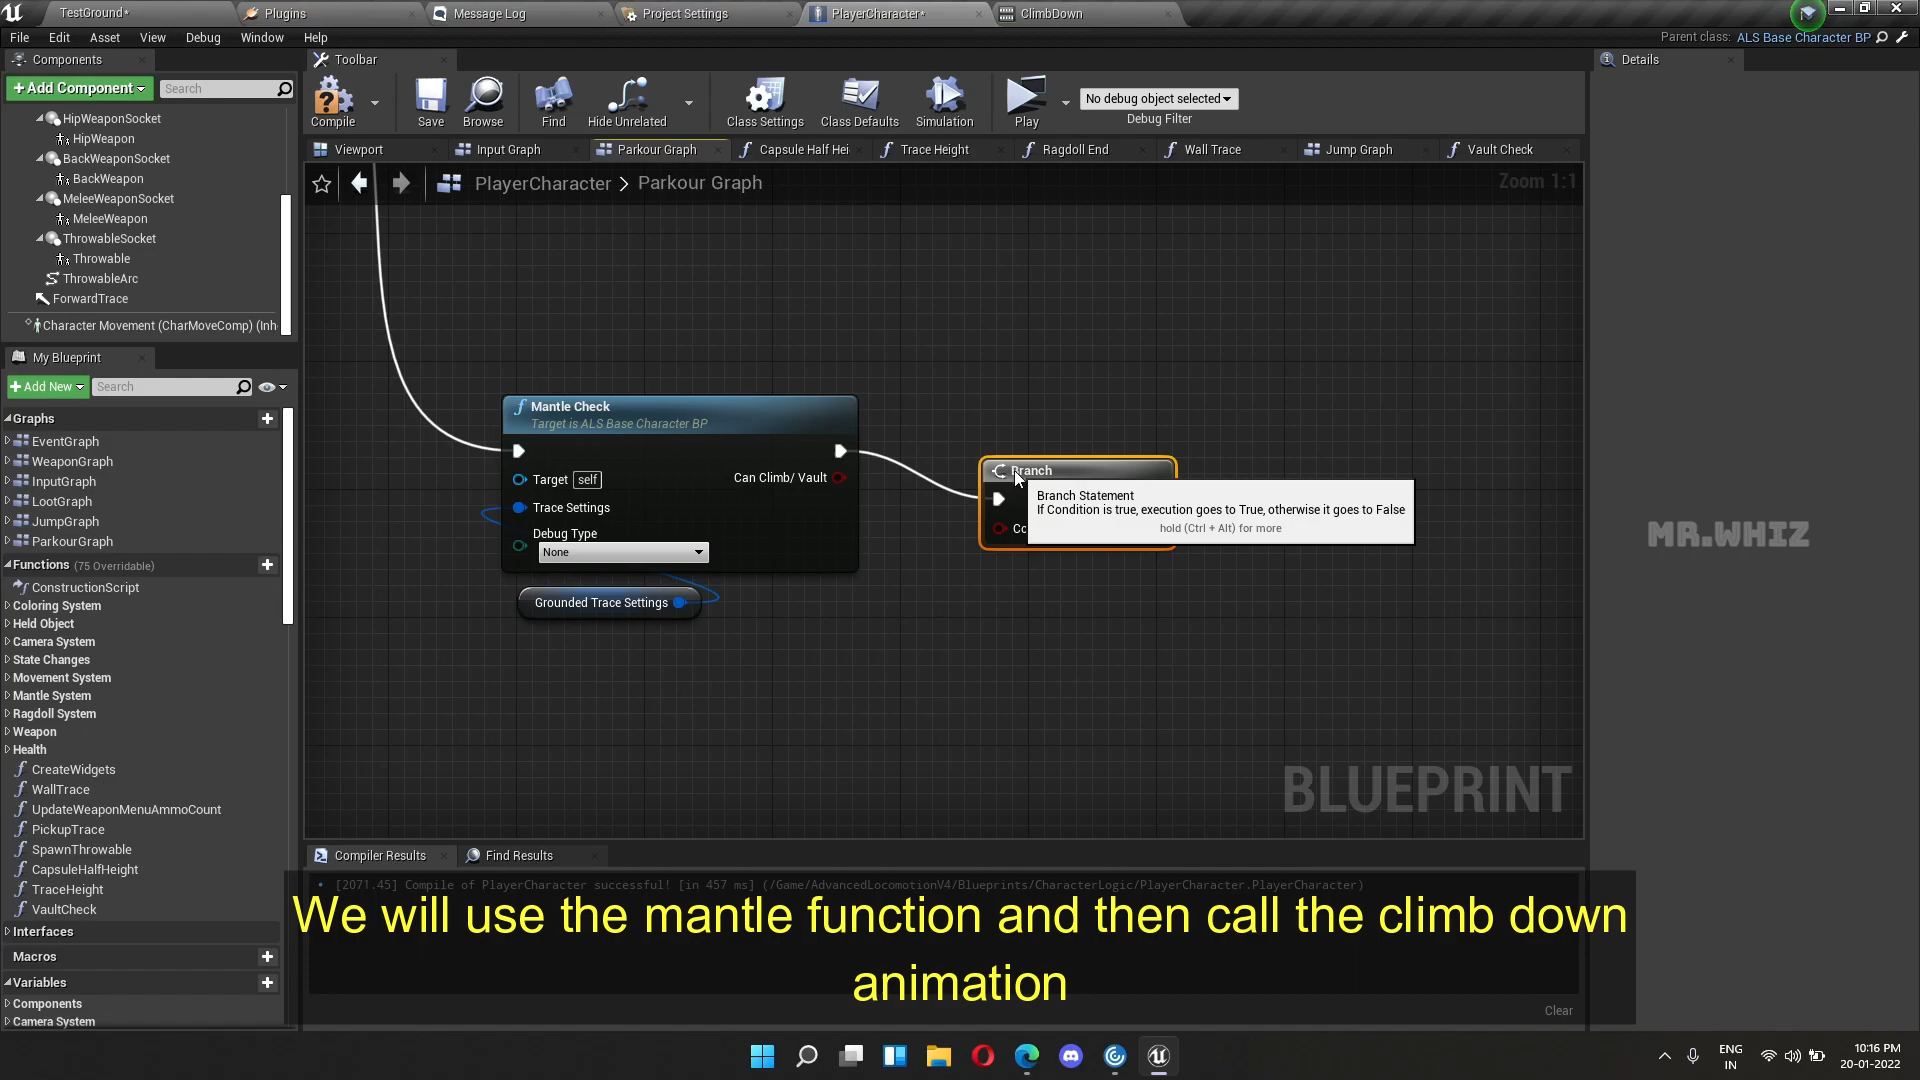 TestGround*
Plugins
Message Log
Project Settings
PlayerCharacter*
ClimbDown
File Edit Asset View Debug Window Help
Parent class: ALS Base Character BP
Components
Toolbar
Details
+Add Component
Search
Compile
Save
Browse
Find
Hide Unrelated
Class Settings
Class Defaults
Simulation
Play
No debug object selected
Debug Filter
HipWeaponSocket
HipWeapon
BackWeaponSocket
BackWeapon
MeleeWeaponSocket
MeleeWeapon
ThrowableSocket
Throwable
ThrowableArc
ForwardTrace
Character Movement (CharMoveComp) (Inh
Viewport
Input Graph
Parkour Graph
Capsule Half Hei
Trace Height
Ragdoll End
Wall Trace
Jump Graph
Vault Check
PlayerCharacter > Parkour Graph
Zoom 1:1
My Blueprint
+Add New
Search
Graphs
EventGraph
WeaponGraph
InputGraph
LootGraph
JumpGraph
ParkourGraph
Functions (75 Overridable)
ConstructionScript
Coloring System
Held Object
Camera System
State Changes
Movement System
Mantle System
Ragdoll System
Weapon
Health
CreateWidgets
WallTrace
UpdateWeaponMenuAmmoCount
PickupTrace
SpawnThrowable
CapsuleHalfHeight
TraceHeight
VaultCheck
Interfaces
Macros
Variables
Components
Camera System
Mantle Check
Target is ALS Base Character BP
Target self
Can Climb/ Vault
Trace Settings
Debug Type
None
Grounded Trace Settings
Branch
Co
Branch Statement
If Condition is true, execution goes to True, otherwise it goes to False
hold (Ctrl + Alt) for more
MR.WHIZ
BLUEPRINT
Compiler Results
Find Results
[2071.45] Compile of PlayerCharacter successful! [in 457 ms] (/Game/AdvancedLocomotionV4/Blueprints/CharacterLogic/PlayerCharacter.PlayerCharacter)
We will use the mantle function and then call the climb down
animation
Clear
ENG
IN
10:16 PM
20-01-2022